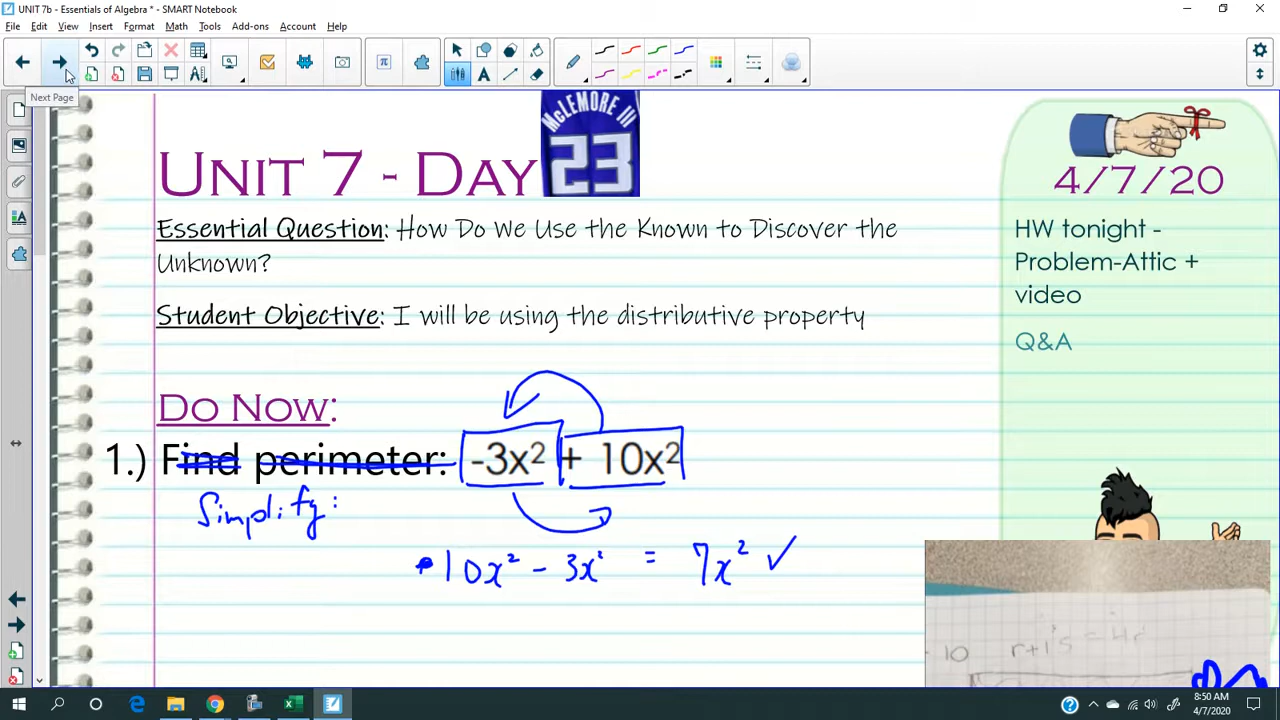 UNIT 7b - Essentials of Algebra * - SMART Notebook
File Edit View Insert Format Math Tools Add-ons Account Help
Next Page
McLEMORE III
UNIT 7 - DAY 23
4/7/20
Essential Question: How Do We Use the Known to Discover the
Unknown?
HW tonight -
Problem-Attic +
video
Student Objective: I will be using the distributive property
Q&A
Do Now:
1.) Find perimeter: -3x² + 10x²
Simplify:
10x² - 3x² = 7x² ✓
- 10
8:50 AM
4/7/2020